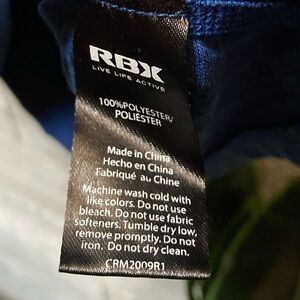 RBX
LIVE LIFE ACTIVE
100%POLYESTER/
POLIÉSTER
Made in China
Hecho en China
Fabriqué au Chine
Machine wash cold with
like colors. Do not use
bleach. Do not use fabric
softeners. Tumble dry low,
remove promptly. Do not
iron. Do not dry clean.
CRM2009R1